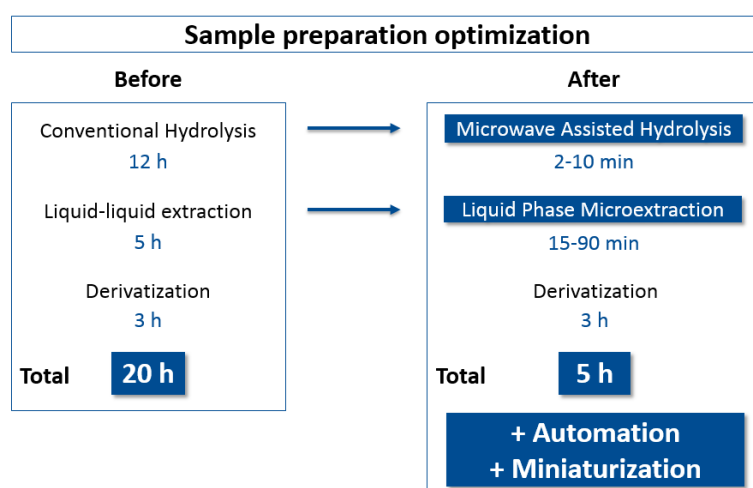 Sample preparation optimization
Before
Conventional Hydrolysis
12 h
Liquid-liquid extraction
5 h
Derivatization
3 h
Total 20 h
After
Microwave Assisted Hydrolysis
2-10 min
Liquid Phase Microextraction
15-90 min
Derivatization
3 h
Total 5 h
+ Automation
+ Miniaturization